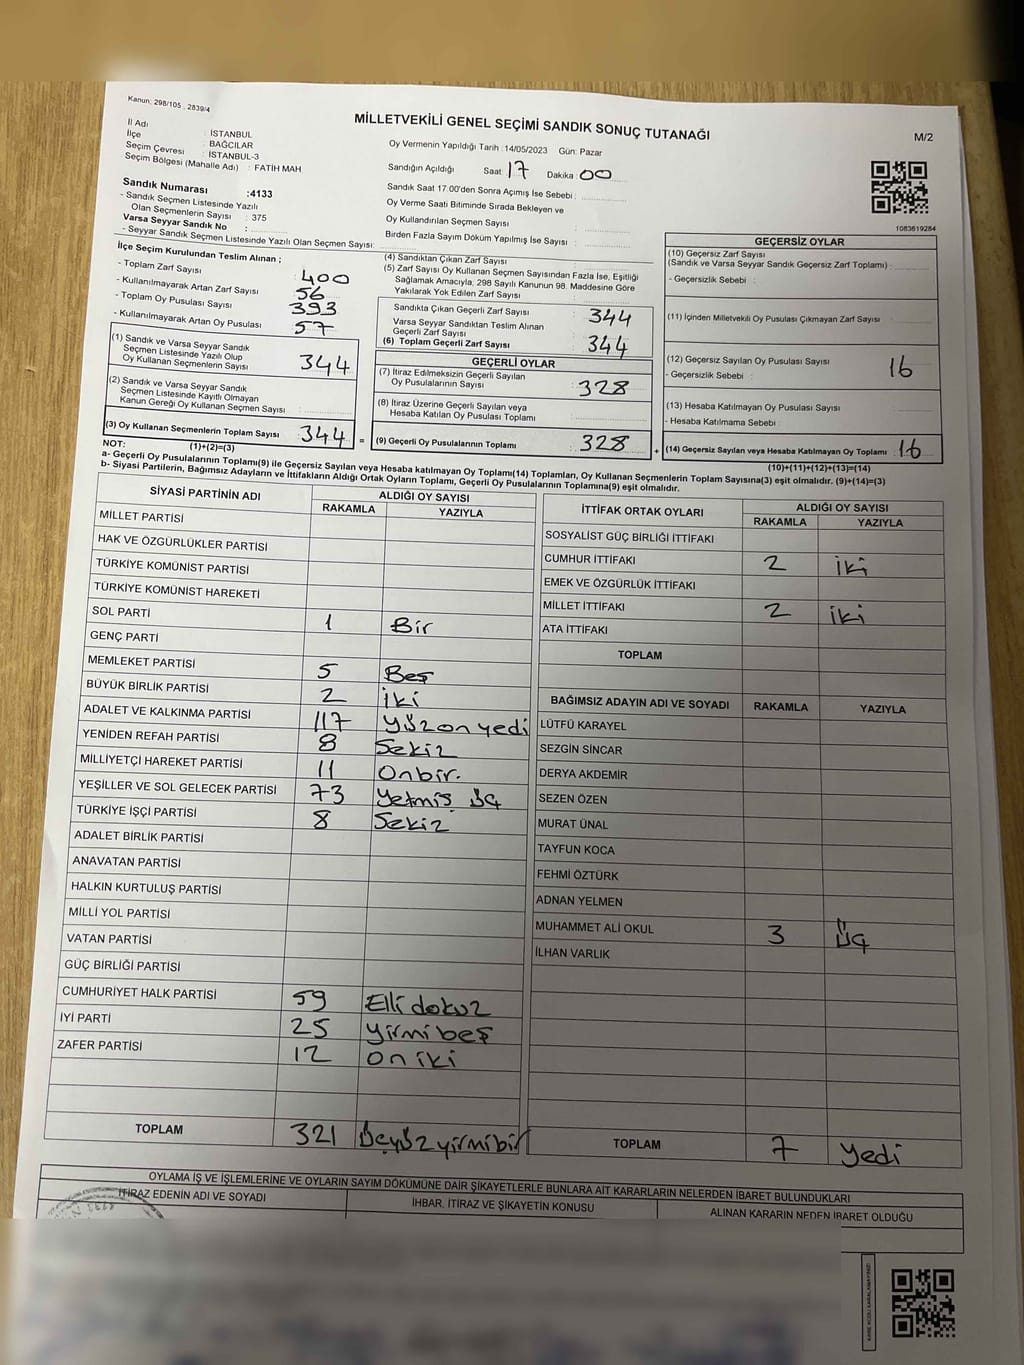 Kanun: 298/105 , 2839/4
MİLLETVEKİLİ GENEL SEÇİMİ SANDIK SONUÇ TUTANAĞI
M/2
İl Adı : İSTANBUL
İlçe : BAĞCILAR
Seçim Çevresi : İSTANBUL-3
Seçim Bölgesi (Mahalle Adı) : FATİH MAH
Oy Vermenin Yapıldığı Tarih :14/05/2023 Gün: Pazar
Sandığın Açıldığı Saat 17 Dakika : 00
Sandık Saat 17:00'den Sonra Açımış İse Sebebi :
Oy Verme Saati Bitiminde Sırada Bekleyen ve
Oy Kullandırılan Seçmen Sayısı :
Birden Fazla Sayım Döküm Yapılmış İse Sayısı :
1083619284
Sandık Numarası :4133
- Sandık Seçmen Listesinde Yazılı
Olan Seçmenlerin Sayısı : 375
Varsa Seyyar Sandık No :
- Seyyar Sandık Seçmen Listesinde Yazılı Olan Seçmen Sayısı:
İlçe Seçim Kurulundan Teslim Alınan ;
- Toplam Zarf Sayısı : 400
- Kullanılmayarak Artan Zarf Sayısı : 56
- Toplam Oy Pusulası Sayısı : 393
- Kullanılmayarak Artan Oy Pusulası : 57
(1) Sandık ve Varsa Seyyar Sandık
Seçmen Listesinde Yazılı Olup
Oy Kullanan Seçmenlerin Sayısı : 344
(2) Sandık ve Varsa Seyyar Sandık
Seçmen Listesinde Kayıtlı Olmayan
Kanun Gereği Oy Kullanan Seçmen Sayısı :
(3) Oy Kullanan Seçmenlerin Toplam Sayısı : 344 =
(1)+(2)=(3)
(4) Sandıktan Çıkan Zarf Sayısı :
(5) Zarf Sayısı Oy Kullanan Seçmen Sayısından Fazla İse, Eşitliği
Sağlamak Amacıyla, 298 Sayılı Kanunun 98. Maddesine Göre
Yakılarak Yok Edilen Zarf Sayısı :
Sandıkta Çıkan Geçerli Zarf Sayısı : 344
Varsa Seyyar Sandıktan Teslim Alınan
Geçerli Zarf Sayısı :
(6) Toplam Geçerli Zarf Sayısı : 344
GEÇERLİ OYLAR
(7) İtiraz Edilmeksizin Geçerli Sayılan
Oy Pusulalarının Sayısı : 328
(8) İtiraz Üzerine Geçerli Sayılan veya
Hesaba Katılan Oy Pusulası Toplamı :
(9) Geçerli Oy Pusulalarının Toplamı : 328 +
GEÇERSİZ OYLAR
(10) Geçersiz Zarf Sayısı
(Sandık ve Varsa Seyyar Sandık Geçersiz Zarf Toplamı) :
- Geçersizlik Sebebi :
(11) İçinden Milletvekili Oy Pusulası Çıkmayan Zarf Sayısı :
(12) Geçersiz Sayılan Oy Pusulası Sayısı : 16
- Geçersizlik Sebebi :
(13) Hesaba Katılmayan Oy Pusulası Sayısı :
- Hesaba Katılmama Sebebi :
(14) Geçersiz Sayılan veya Hesaba Katılmayan Oy Toplamı : 16
(10)+(11)+(12)+(13)=(14)
NOT:
a- Geçerli Oy Pusulalarının Toplamı(9) ile Geçersiz Sayılan veya Hesaba katılmayan Oy Toplamı(14) Toplamları, Oy Kullanan Seçmenlerin Toplam Sayısına(3) eşit olmalıdır. (9)+(14)=(3)
b- Siyasi Partilerin, Bağımsız Adayların ve İttifakların Aldığı Ortak Oyların Toplamı, Geçerli Oy Pusulalarının Toplamına(9) eşit olmalıdır.
SİYASİ PARTİNİN ADI ALDIĞI OY SAYISI
RAKAMLA YAZIYLA
MİLLET PARTİSİ
HAK VE ÖZGÜRLÜKLER PARTİSİ
TÜRKİYE KOMÜNİST PARTİSİ
TÜRKİYE KOMÜNİST HAREKETİ
SOL PARTİ 1 Bir
GENÇ PARTİ
MEMLEKET PARTİSİ 5 Beş
BÜYÜK BİRLİK PARTİSİ 2 iki
ADALET VE KALKINMA PARTİSİ 117 yüzonyedi
YENİDEN REFAH PARTİSİ 8 Sekiz
MİLLİYETÇİ HAREKET PARTİSİ 11 Onbir.
YEŞİLLER VE SOL GELECEK PARTİSİ 73 Yetmiş üç
TÜRKİYE İŞÇİ PARTİSİ 8 Sekiz
ADALET BİRLİK PARTİSİ
ANAVATAN PARTİSİ
HALKIN KURTULUŞ PARTİSİ
MİLLİ YOL PARTİSİ
VATAN PARTİSİ
GÜÇ BİRLİĞİ PARTİSİ
CUMHURİYET HALK PARTİSİ 59 Elli dokuz
İYİ PARTİ 25 yirmi beş
ZAFER PARTİSİ 12 on iki
TOPLAM 321 üçyüzyirmibir
İTTİFAK ORTAK OYLARI ALDIĞI OY SAYISI
RAKAMLA YAZIYLA
SOSYALİST GÜÇ BİRLİĞİ İTTİFAKI
CUMHUR İTTİFAKI 2 iki
EMEK VE ÖZGÜRLÜK İTTİFAKI
MİLLET İTTİFAKI 2 iki
ATA İTTİFAKI
TOPLAM
BAĞIMSIZ ADAYIN ADI VE SOYADI RAKAMLA YAZIYLA
LÜTFÜ KARAYEL
SEZGİN SİNCAR
DERYA AKDEMİR
SEZEN ÖZEN
MURAT ÜNAL
TAYFUN KOCA
FEHMİ ÖZTÜRK
ADNAN YELMEN
MUHAMMET ALİ OKUL 3 üç
İLHAN VARLIK
TOPLAM 7 yedi
OYLAMA İŞ VE İŞLEMLERİNE VE OYLARIN SAYIM DÖKÜMÜNE DAİR ŞİKAYETLERLE BUNLARA AİT KARARLARIN NELERDEN İBARET BULUNDUKLARI
İTİRAZ EDENİN ADI VE SOYADI İHBAR, İTİRAZ VE ŞİKAYETİN KONUSU ALINAN KARARIN NEDEN İBARET OLDUĞU
KARE KODU KARALAMAYINIZ!